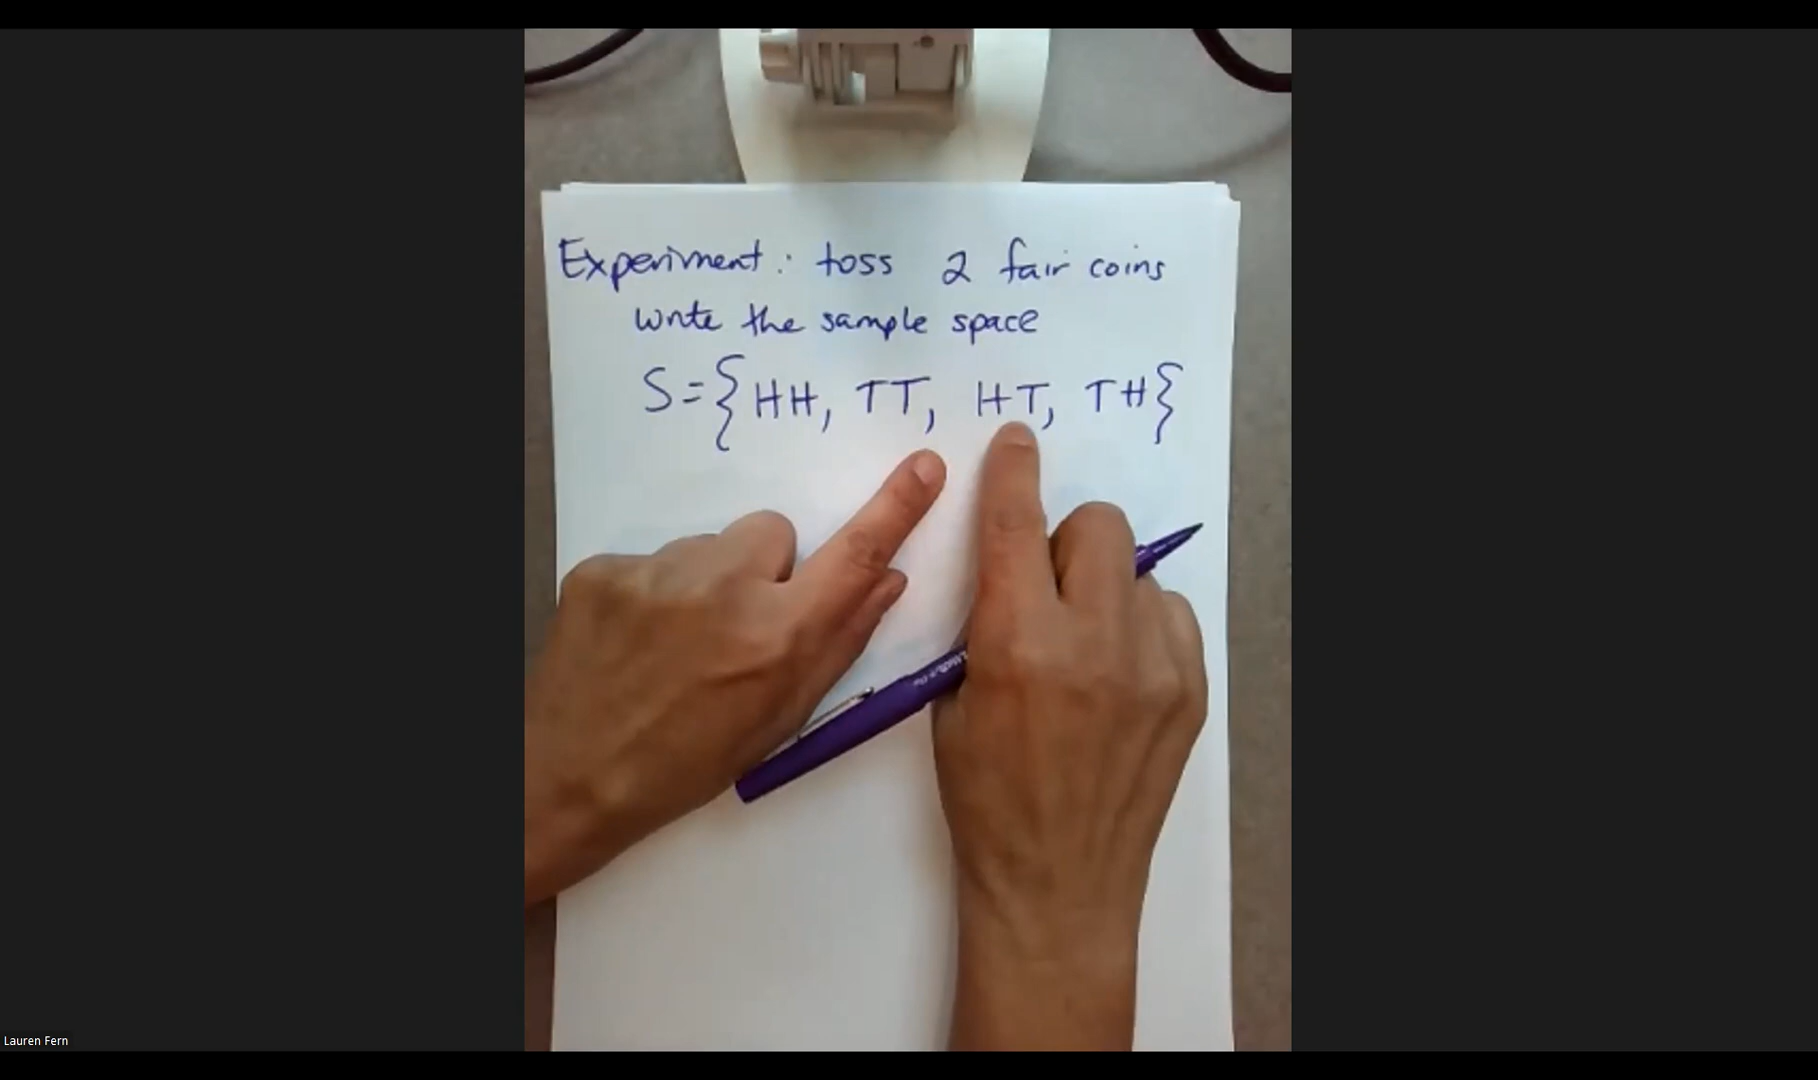 Experiment: toss 2 fair coins
write the sample space
S={HH, TT, HT, TH}
Lauren Fern